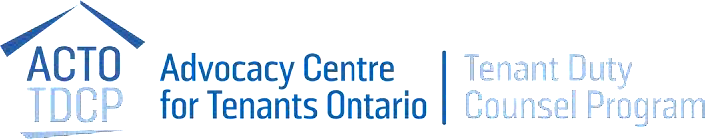 ACTO
TDCP
Advocacy Centre
for Tenants Ontario
Tenant Duty
Counsel Program